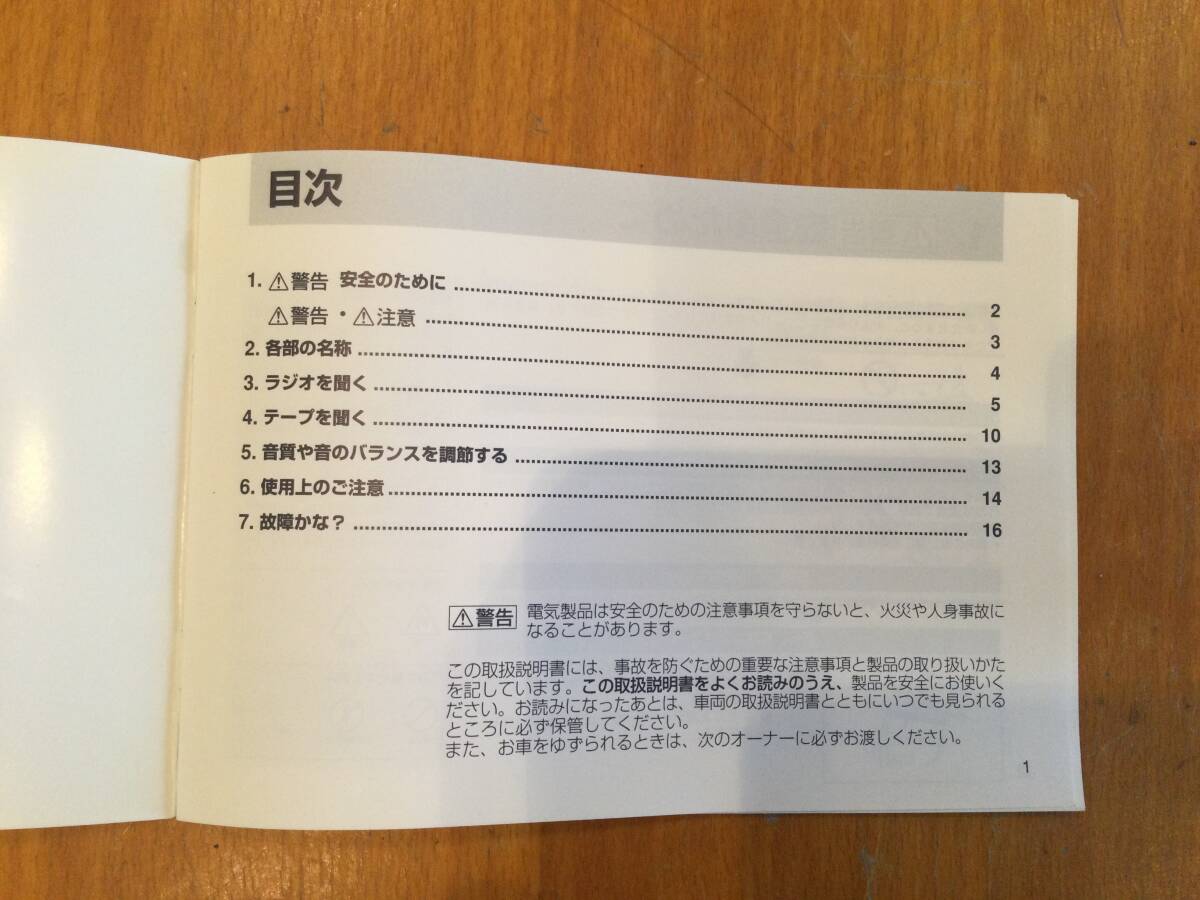 目次
1. ⚠警告 安全のために ........ 2
⚠警告・⚠注意 ........ 3
2. 各部の名称 ........ 4
3. ラジオを聞く ........ 5
4. テープを聞く ........ 10
5. 音質や音のバランスを調節する ........ 13
6. 使用上のご注意 ........ 14
7. 故障かな？ ........ 16
⚠警告 電気製品は安全のための注意事項を守らないと、火災や人身事故に
なることがあります。
この取扱説明書には、事故を防ぐための重要な注意事項と製品の取り扱いかた
を記しています。この取扱説明書をよくお読みのうえ、製品を安全にお使いく
ださい。お読みになったあとは、車両の取扱説明書とともにいつでも見られる
ところに必ず保管してください。
また、お車をゆずられるときは、次のオーナーに必ずお渡しください。
1